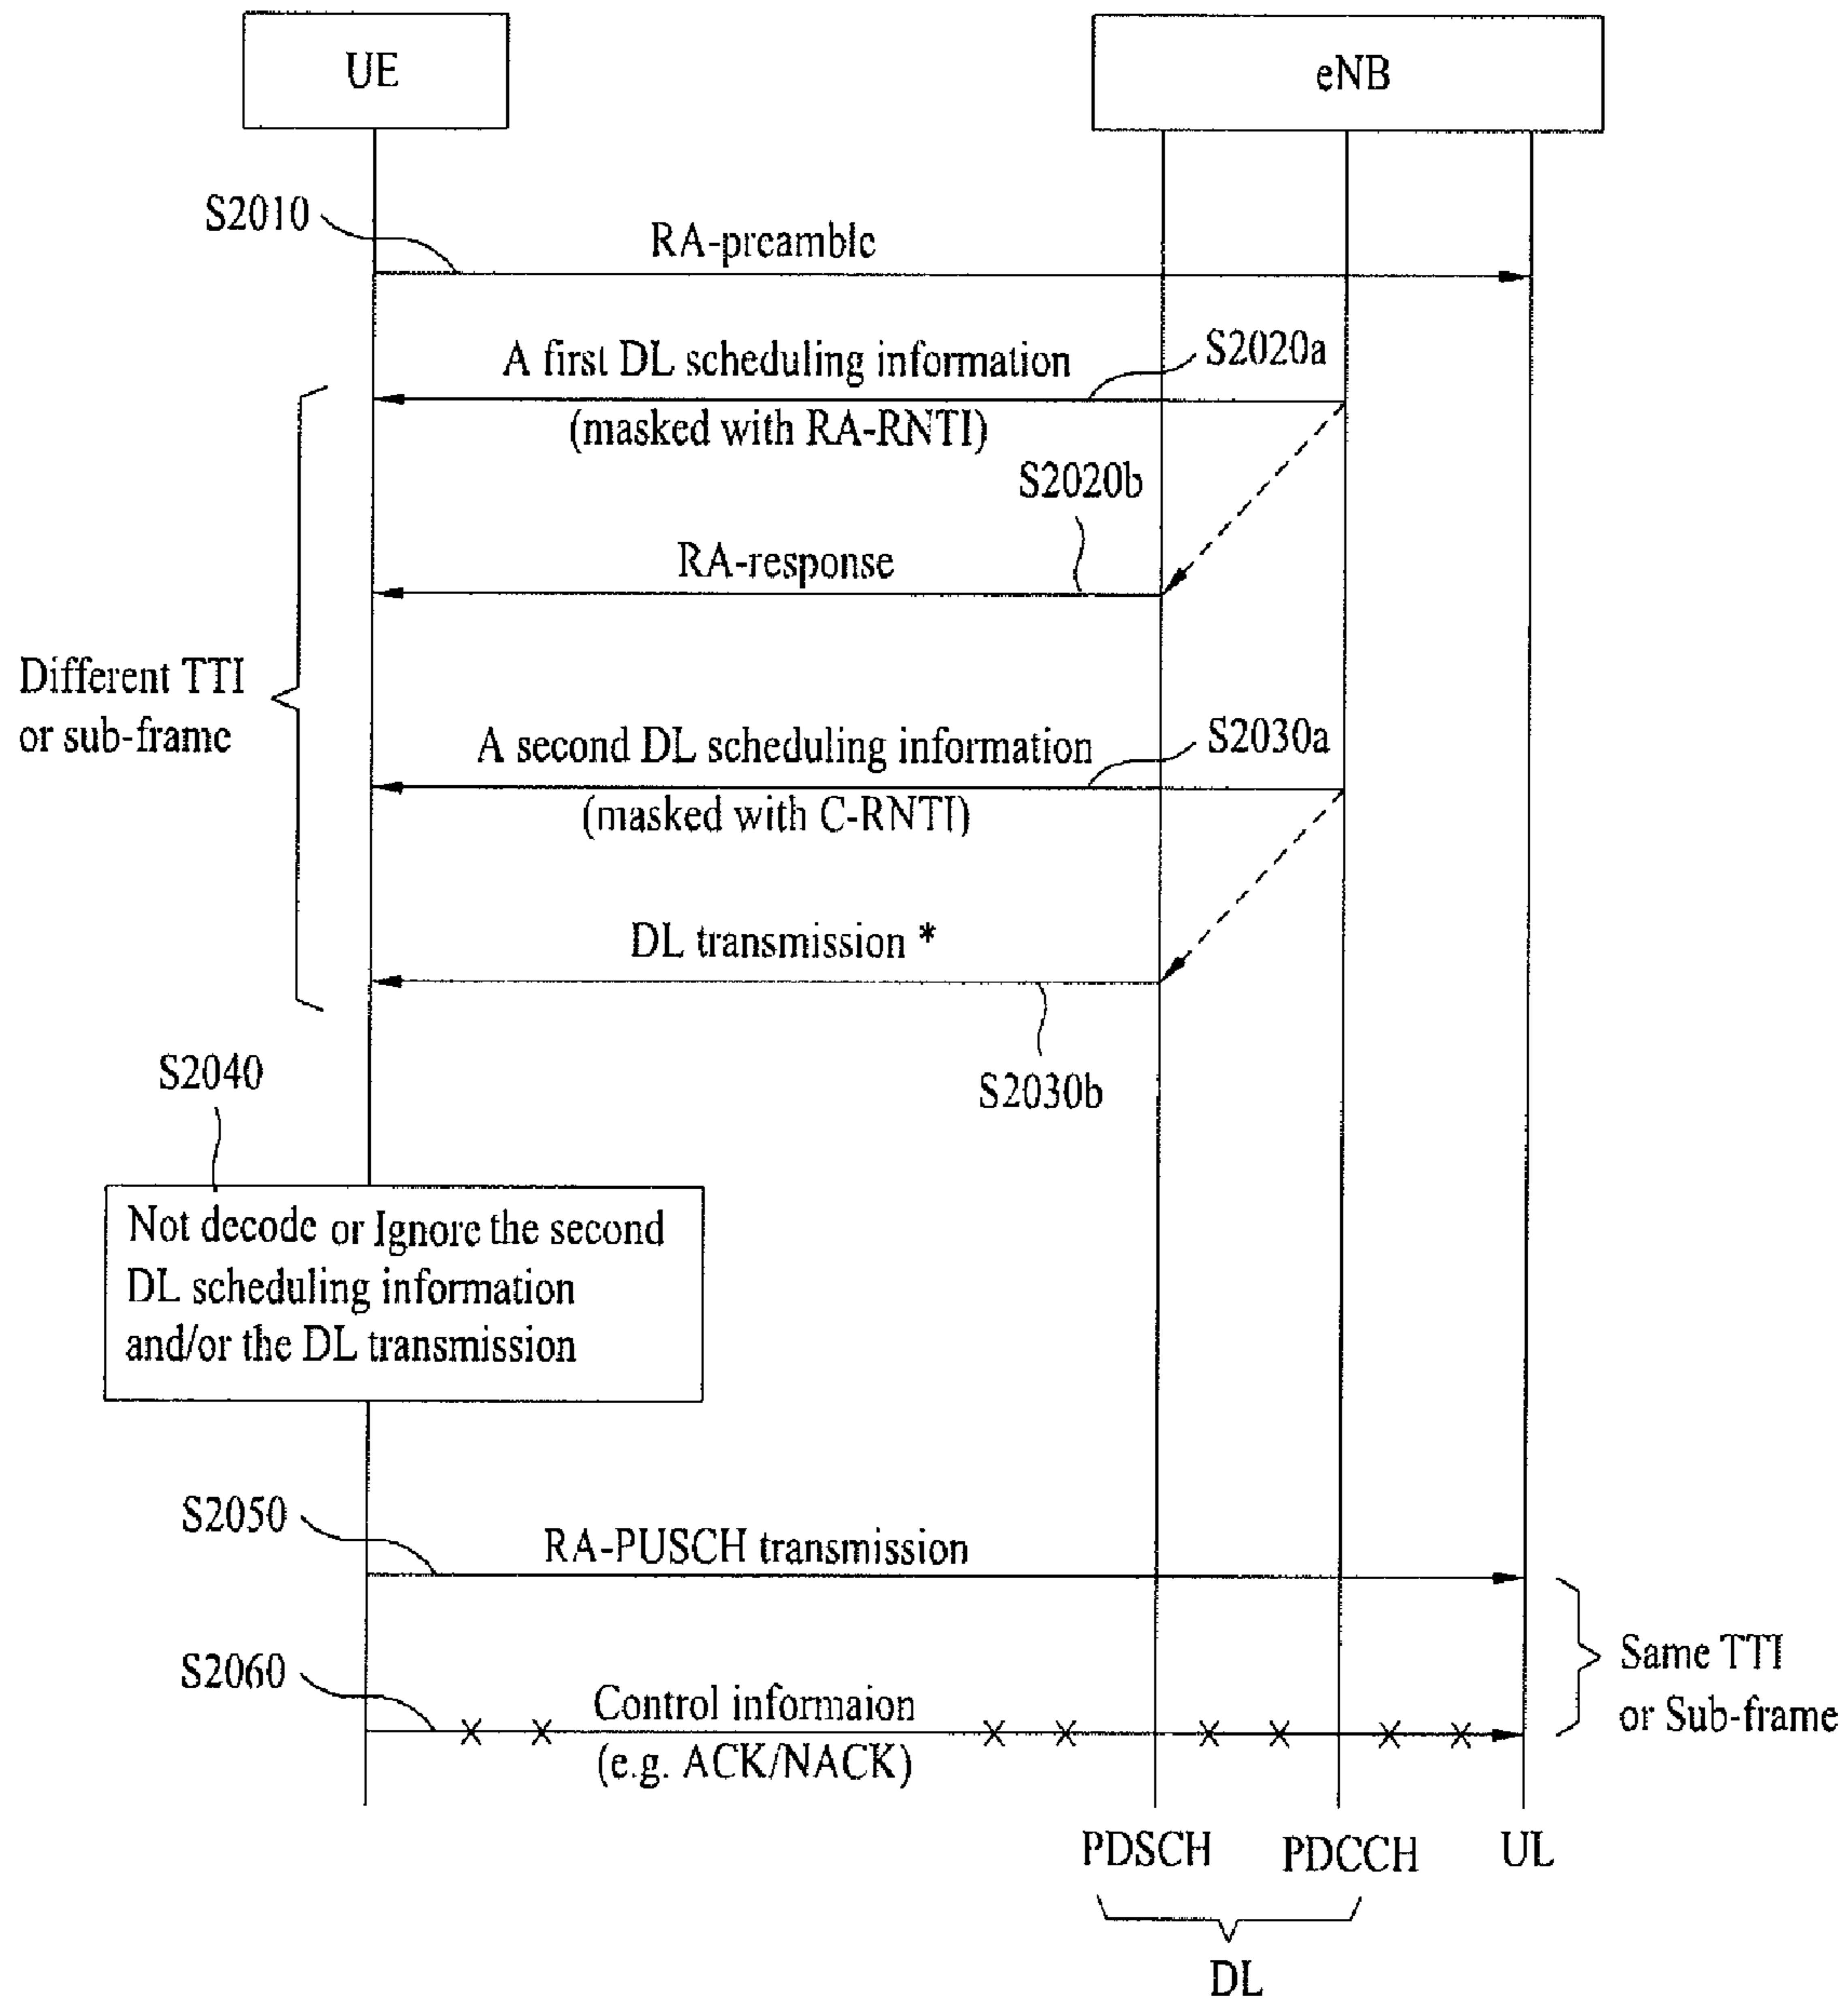 UE
eNB
S2010
RA-preamble
A first DL scheduling information
S2020a
(masked with RA-RNTI)
S2020b
RA-response
Different TTI
or sub-frame
A second DL scheduling information
S2030a
(masked with C-RNTI)
DL transmission *
S2030b
S2040
Not decode or Ignore the second
DL scheduling information
and/or the DL transmission
S2050
RA-PUSCH transmission
S2060
Control informaion
(e.g. ACK/NACK)
Same TTI
or Sub-frame
PDSCH
PDCCH
UL
DL